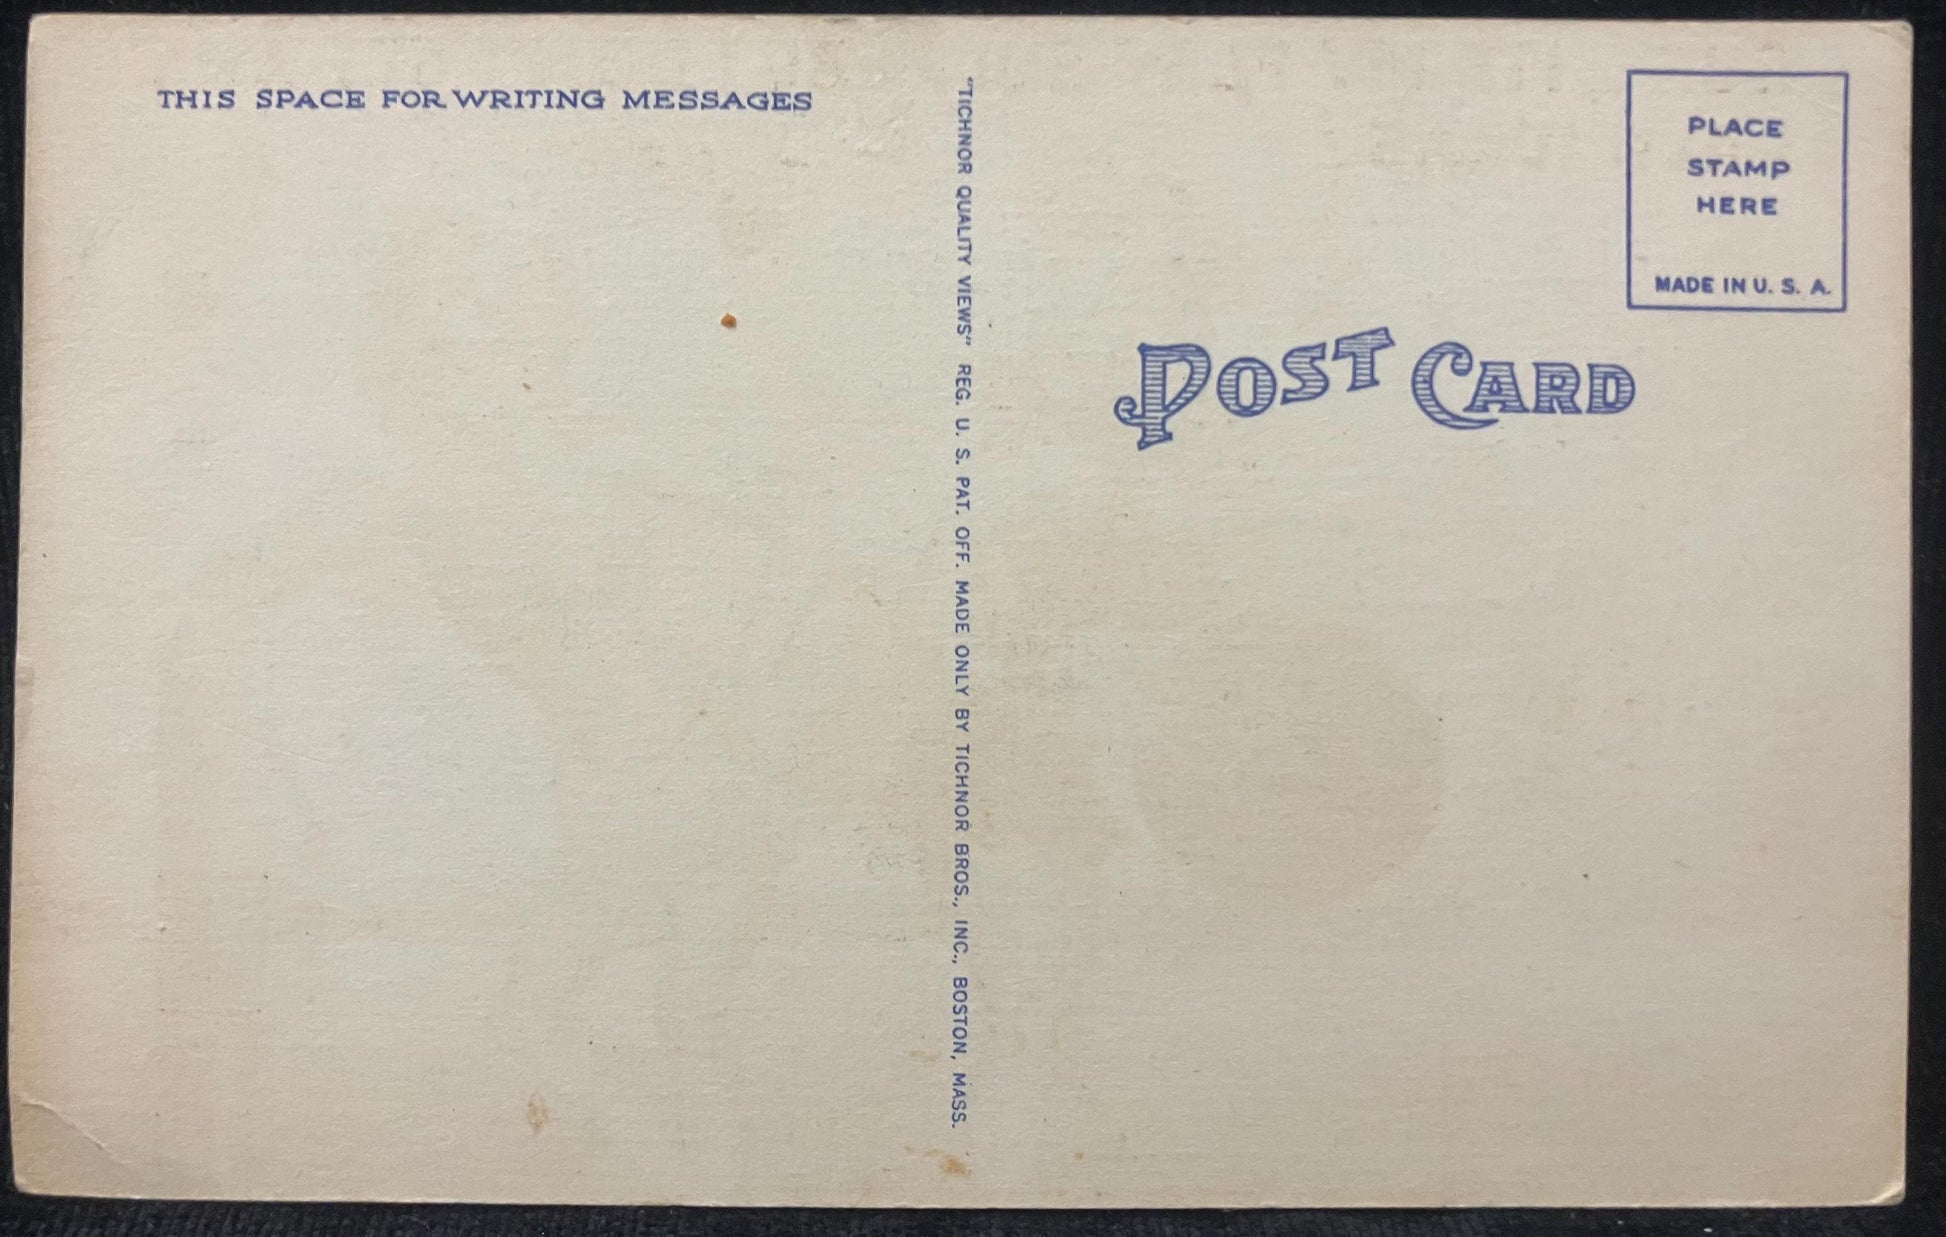 THIS SPACE FOR WRITING MESSAGES
"TICHNOR QUALITY VIEWS" REG. U. S. PAT. OFF. MADE ONLY BY TICHNOR BROS., INC., BOSTON, MASS.
PLACE
STAMP
HERE
MADE IN U. S. A.
POST CARD